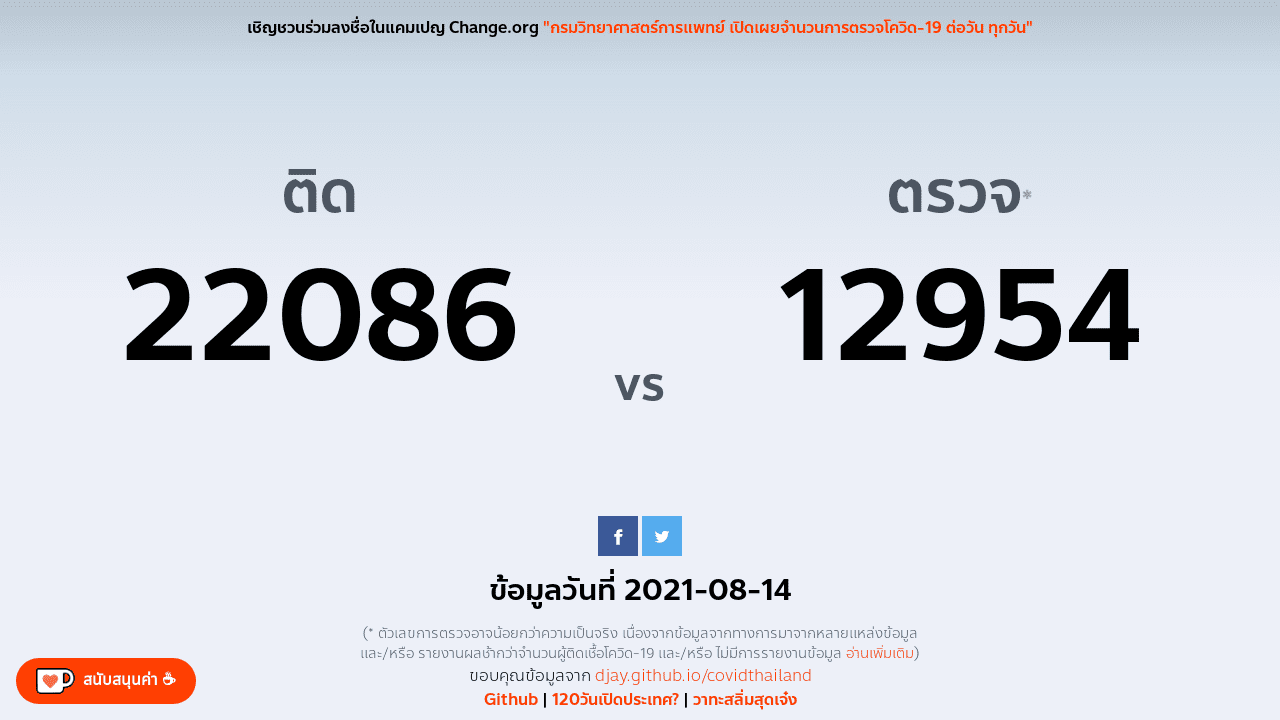 เชิญชวนร่วมลงชื่อในแคมเปญ Change.org "กรมวิทยาศาสตร์การแพทย์ เปิดเผยจำนวนการตรวจโควิด-19 ต่อวัน ทุกวัน"
ติด
22086
vs
ตรวจ*
12954
ข้อมูลวันที่ 2021-08-14
(* ตัวเลขการตรวจอาจน้อยกว่าความเป็นจริง เนื่องจากข้อมูลจากทางการมาจากหลายแหล่งข้อมูล
และ/หรือ รายงานผลช้ากว่าจำนวนผู้ติดเชื้อโควิด-19 และ/หรือ ไม่มีการรายงานข้อมูล อ่านเพิ่มเติม)
ขอบคุณข้อมูลจาก djay.github.io/covidthailand
Github | 120วันเปิดประเทศ? | วาทะสลิ่มสุดเจ๋ง
สนับสนุนค่า ☕